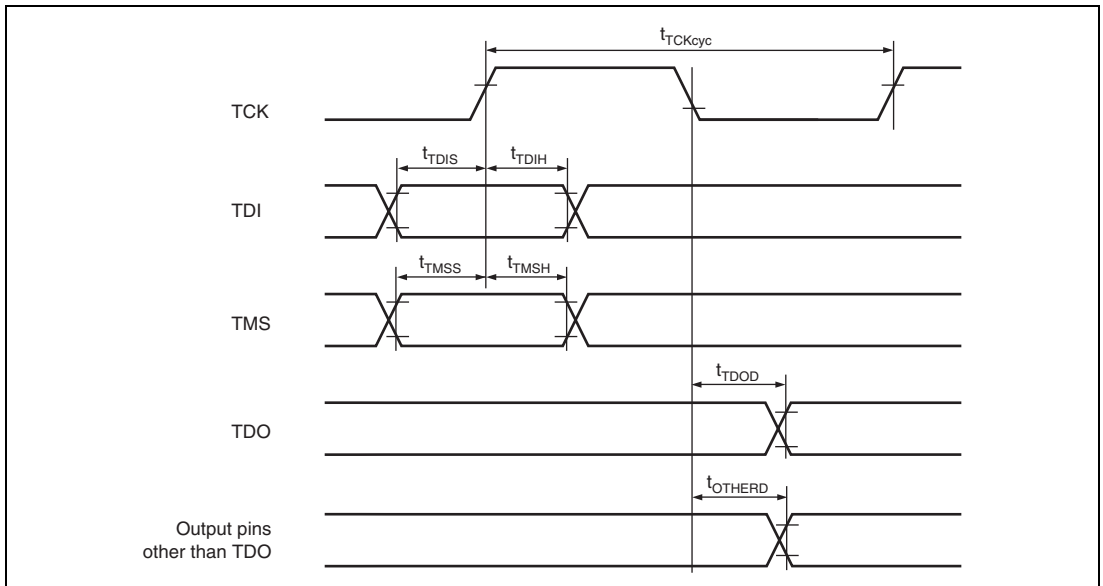 tTCKcyc
TCK
tTDIS tTDIH
TDI
tTMSS tTMSH
TMS
tTDOD
TDO
tOTHERD
Output pins
other than TDO